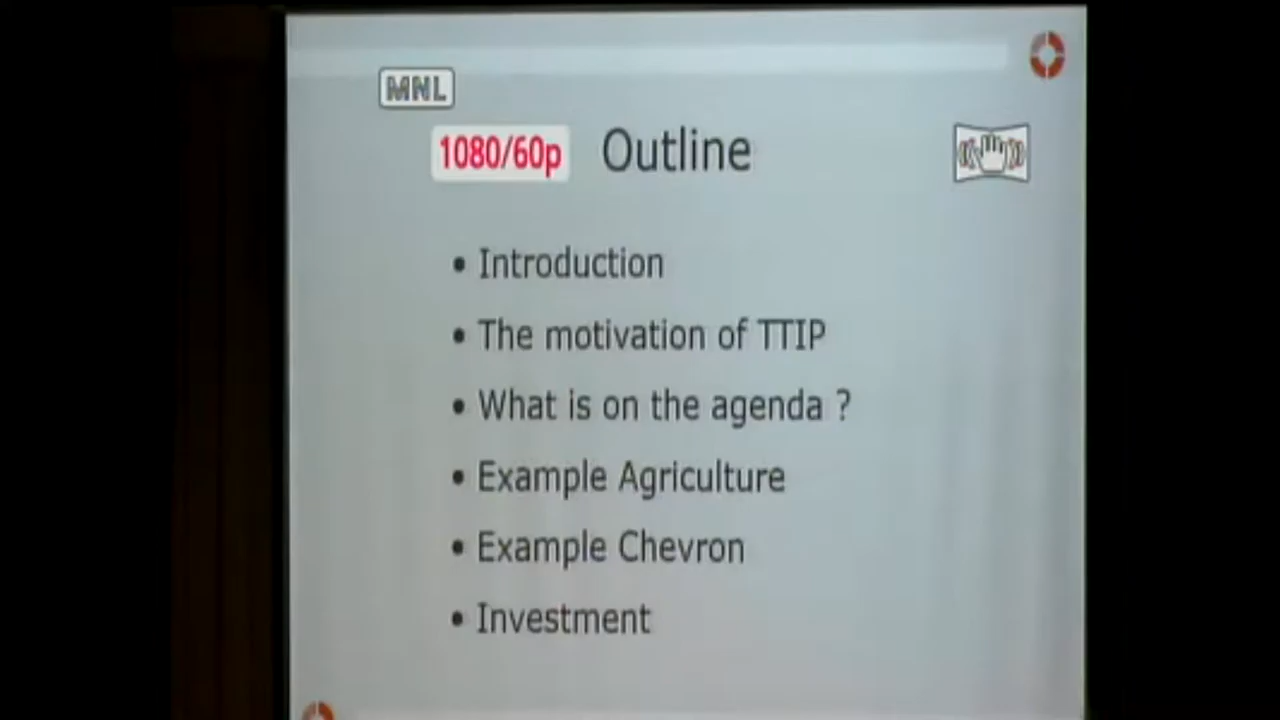 MNL
1080/60p Outline
• Introduction
• The motivation of TTIP
• What is on the agenda ?
• Example Agriculture
• Example Chevron
• Investment